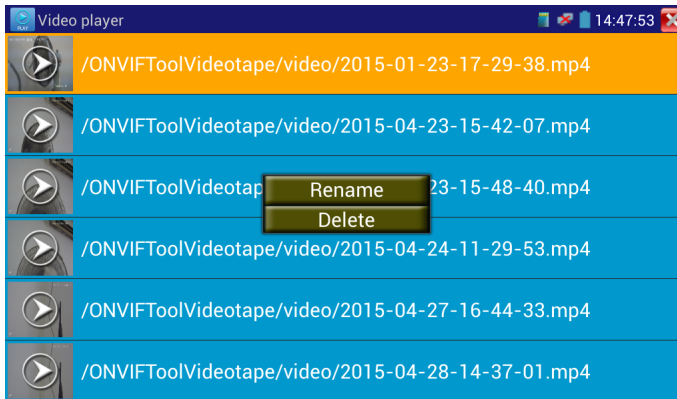 PLAY Video player 14:47:53
/ONVIFToolVideotape/video/2015-01-23-17-29-38.mp4
/ONVIFToolVideotape/video/2015-04-23-15-42-07.mp4
/ONVIFToolVideotap 23-15-48-40.mp4
Rename
Delete
/ONVIFToolVideotape/video/2015-04-24-11-29-53.mp4
/ONVIFToolVideotape/video/2015-04-27-16-44-33.mp4
/ONVIFToolVideotape/video/2015-04-28-14-37-01.mp4